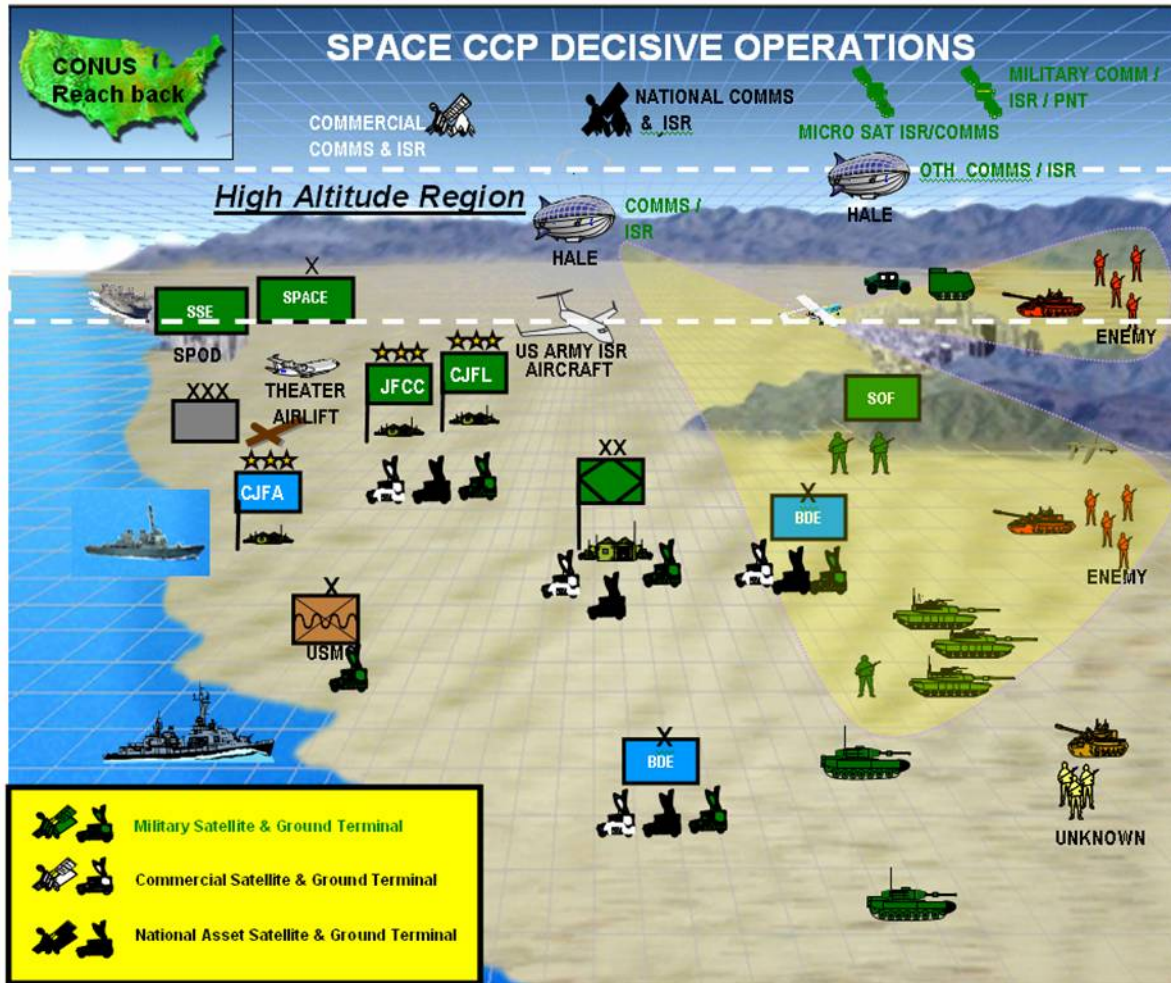 SPACE CCP DECISIVE OPERATIONS
CONUS
Reach back
COMMERCIAL
COMMS & ISR
NATIONAL COMMS
& ISR
MILITARY COMM /
ISR / PNT
MICRO SAT ISR/COMMS
High Altitude Region
OTH COMMS / ISR
HALE
COMMS /
ISR
HALE
X
SPACE
SSE
SPOD
ENEMY
THEATER
AIRLIFT
JFCC
CJFL
US ARMY ISR
AIRCRAFT
XXX
SOF
CJFA
XX
X
BDE
ENEMY
X
USMC
X
BDE
UNKNOWN
Military Satellite & Ground Terminal
Commercial Satellite & Ground Terminal
National Asset Satellite & Ground Terminal